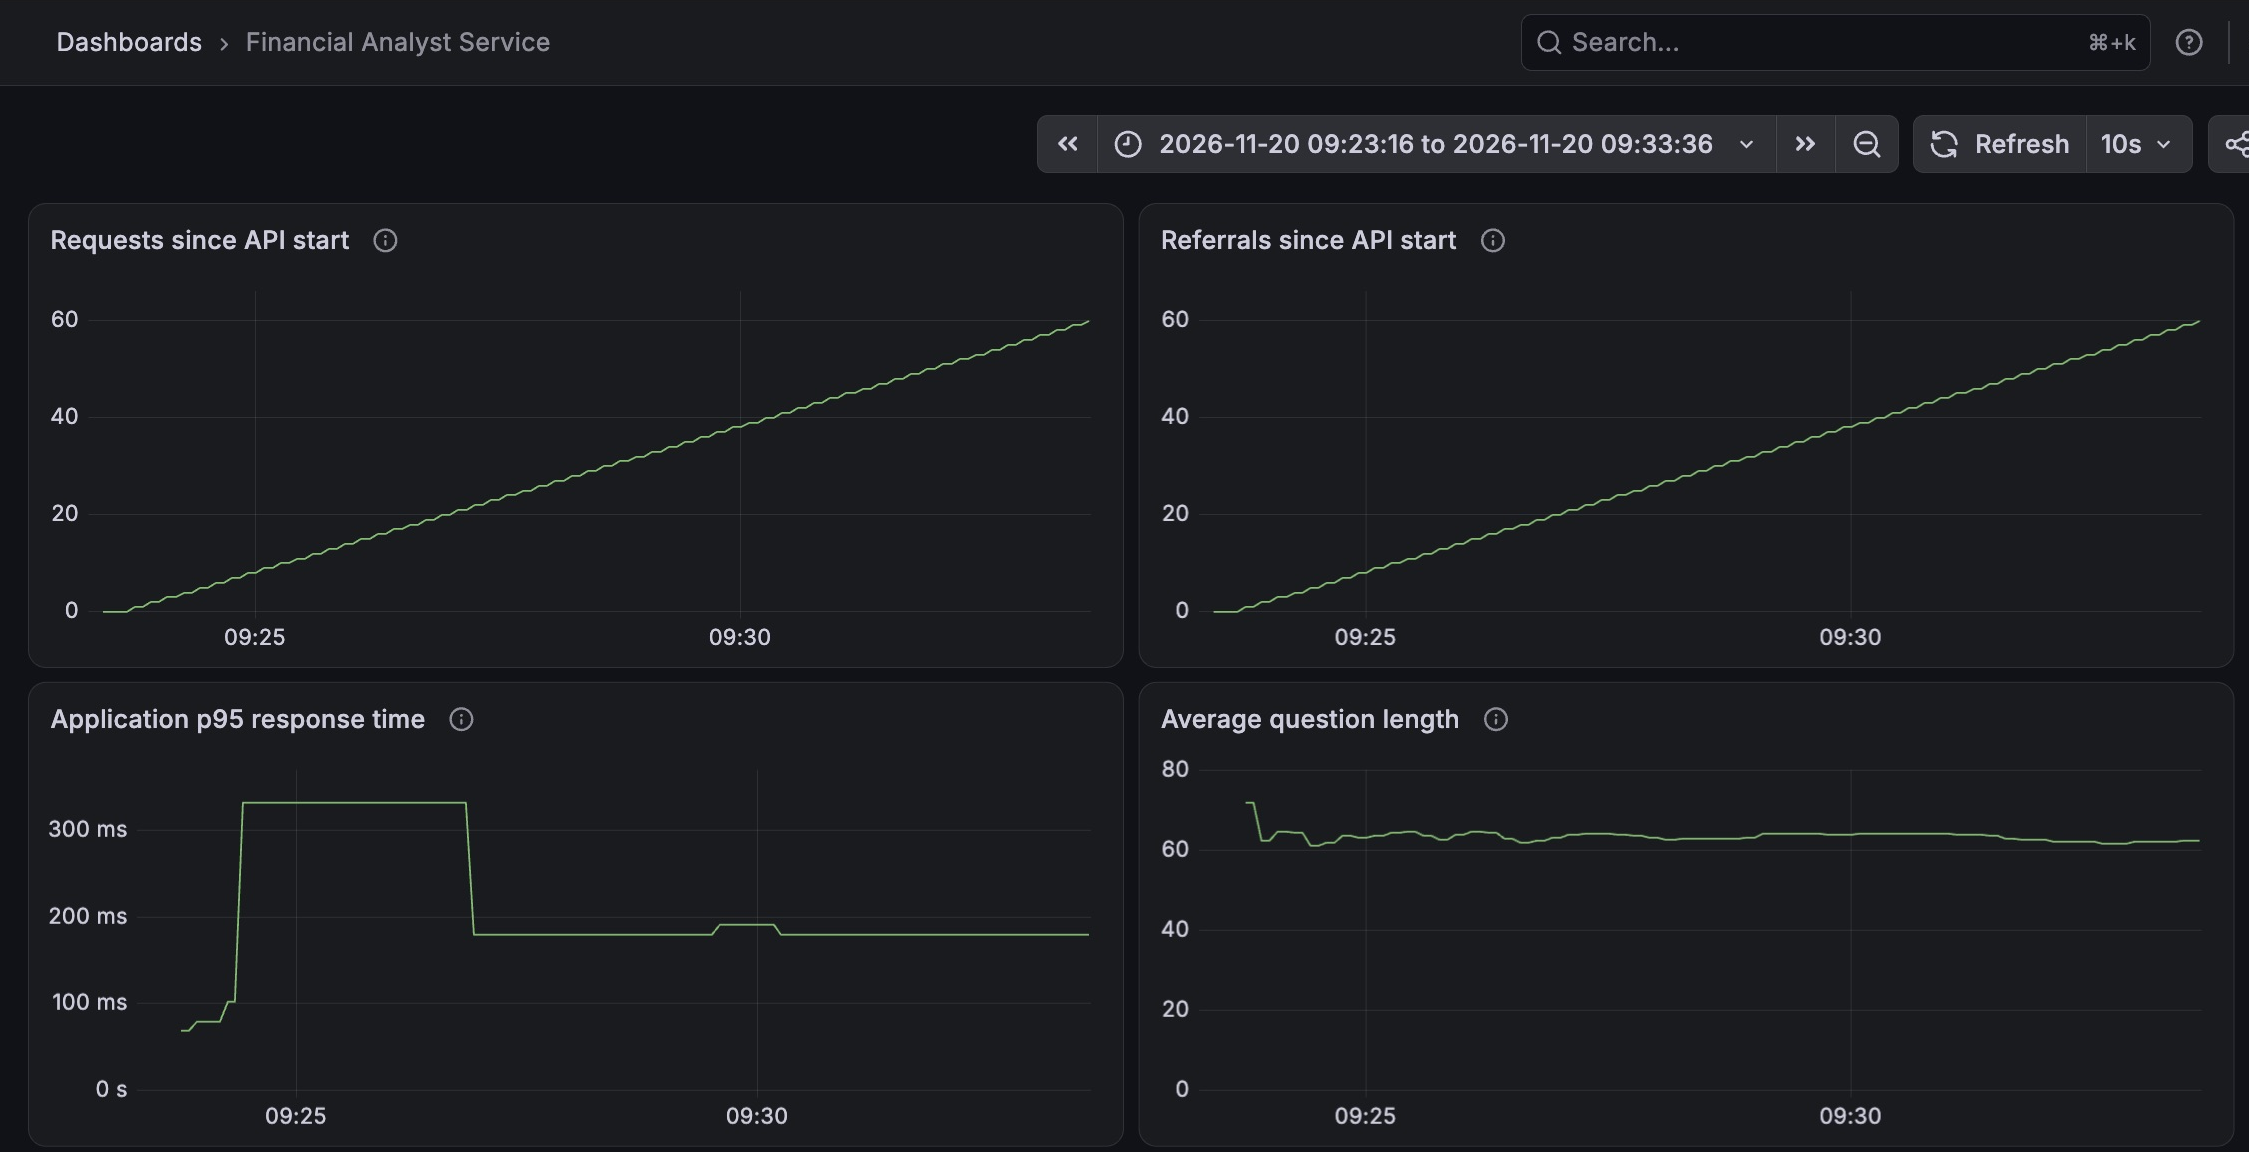 Dashboards › Financial Analyst Service
Search...
⌘+k
2026-11-20 09:23:16 to 2026-11-20 09:33:36
Refresh
10s
Requests since API start
60
40
20
0
09:25
09:30
Referrals since API start
60
40
20
0
09:25
09:30
Application p95 response time
300 ms
200 ms
100 ms
0 s
09:25
09:30
Average question length
80
60
40
20
0
09:25
09:30